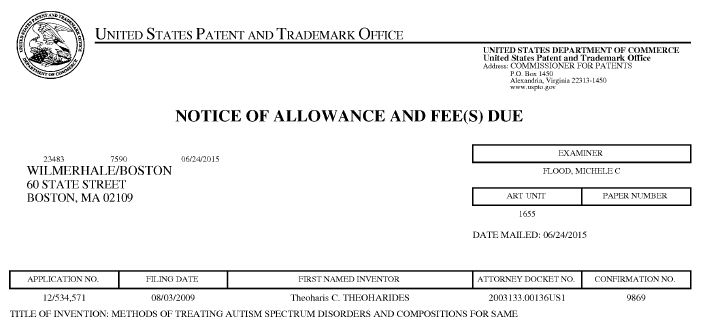 UNITED STATES PATENT AND TRADEMARK OFFICE
UNITED STATES DEPARTMENT OF COMMERCE
United States Patent and Trademark Office
Address: COMMISSIONER FOR PATENTS
P.O. Box 1450
Alexandria, Virginia 22313-1450
www.uspto.gov
NOTICE OF ALLOWANCE AND FEE(S) DUE
23483 7590 06/24/2015
WILMERHALE/BOSTON
60 STATE STREET
BOSTON, MA 02109
EXAMINER
FLOOD, MICHELE C
ART UNIT PAPER NUMBER
1655
DATE MAILED: 06/24/2015
APPLICATION NO. FILING DATE FIRST NAMED INVENTOR ATTORNEY DOCKET NO. CONFIRMATION NO.
12/534,571 08/03/2009 Theoharis C. THEOHARIDES 2003133.00136US1 9869
TITLE OF INVENTION: METHODS OF TREATING AUTISM SPECTRUM DISORDERS AND COMPOSITIONS FOR SAME